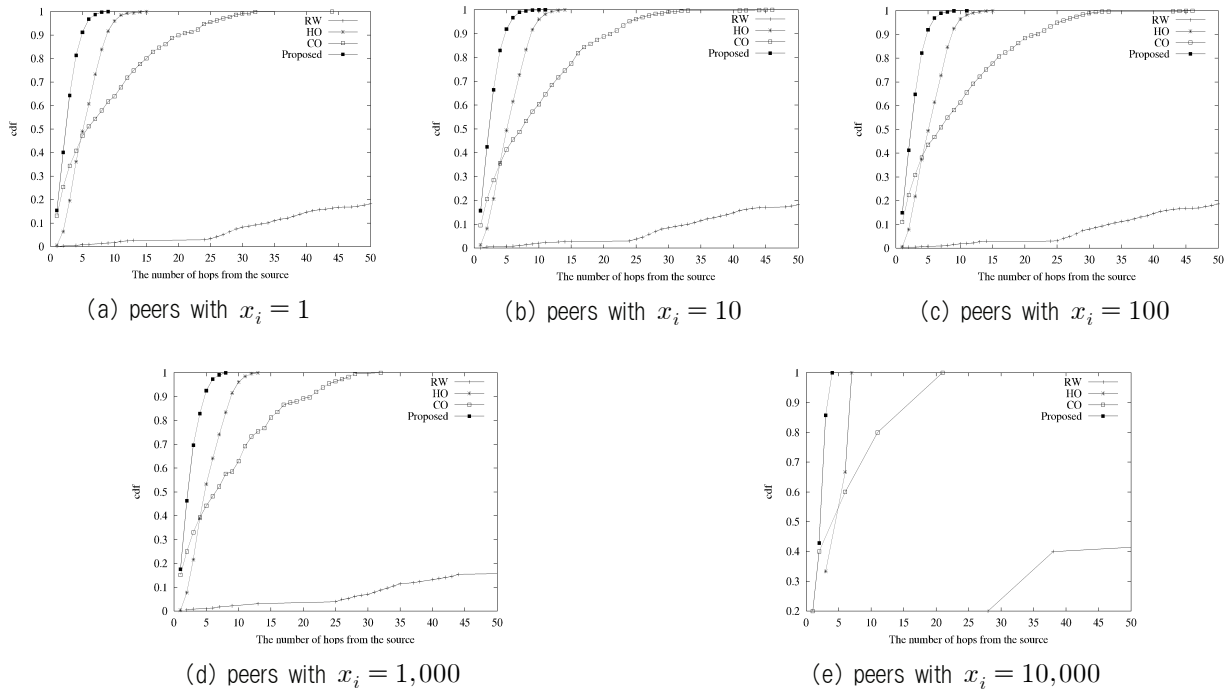 1
0.9
0.8
0.7
0.6
0.5
0.4
0.3
0.2
0.1
0
cdf
RW
HO
CO
Proposed
0 5 10 15 20 25 30 35 40 45 50
The number of hops from the source
(a) peers with x_i = 1
1
0.9
0.8
0.7
0.6
0.5
0.4
0.3
0.2
0.1
0
cdf
RW
HO
CO
Proposed
0 5 10 15 20 25 30 35 40 45 50
The number of hops from the source
(b) peers with x_i = 10
1
0.9
0.8
0.7
0.6
0.5
0.4
0.3
0.2
0.1
0
cdf
RW
HO
CO
Proposed
0 5 10 15 20 25 30 35 40 45 50
The number of hops from the source
(c) peers with x_i = 100
1
0.9
0.8
0.7
0.6
0.5
0.4
0.3
0.2
0.1
0
cdf
RW
HO
CO
Proposed
0 5 10 15 20 25 30 35 40 45 50
The number of hops from the source
(d) peers with x_i = 1,000
1
0.9
0.8
0.7
0.6
0.5
0.4
0.3
0.2
cdf
RW
HO
CO
Proposed
0 5 10 15 20 25 30 35 40 45 50
The number of hops from the source
(e) peers with x_i = 10,000